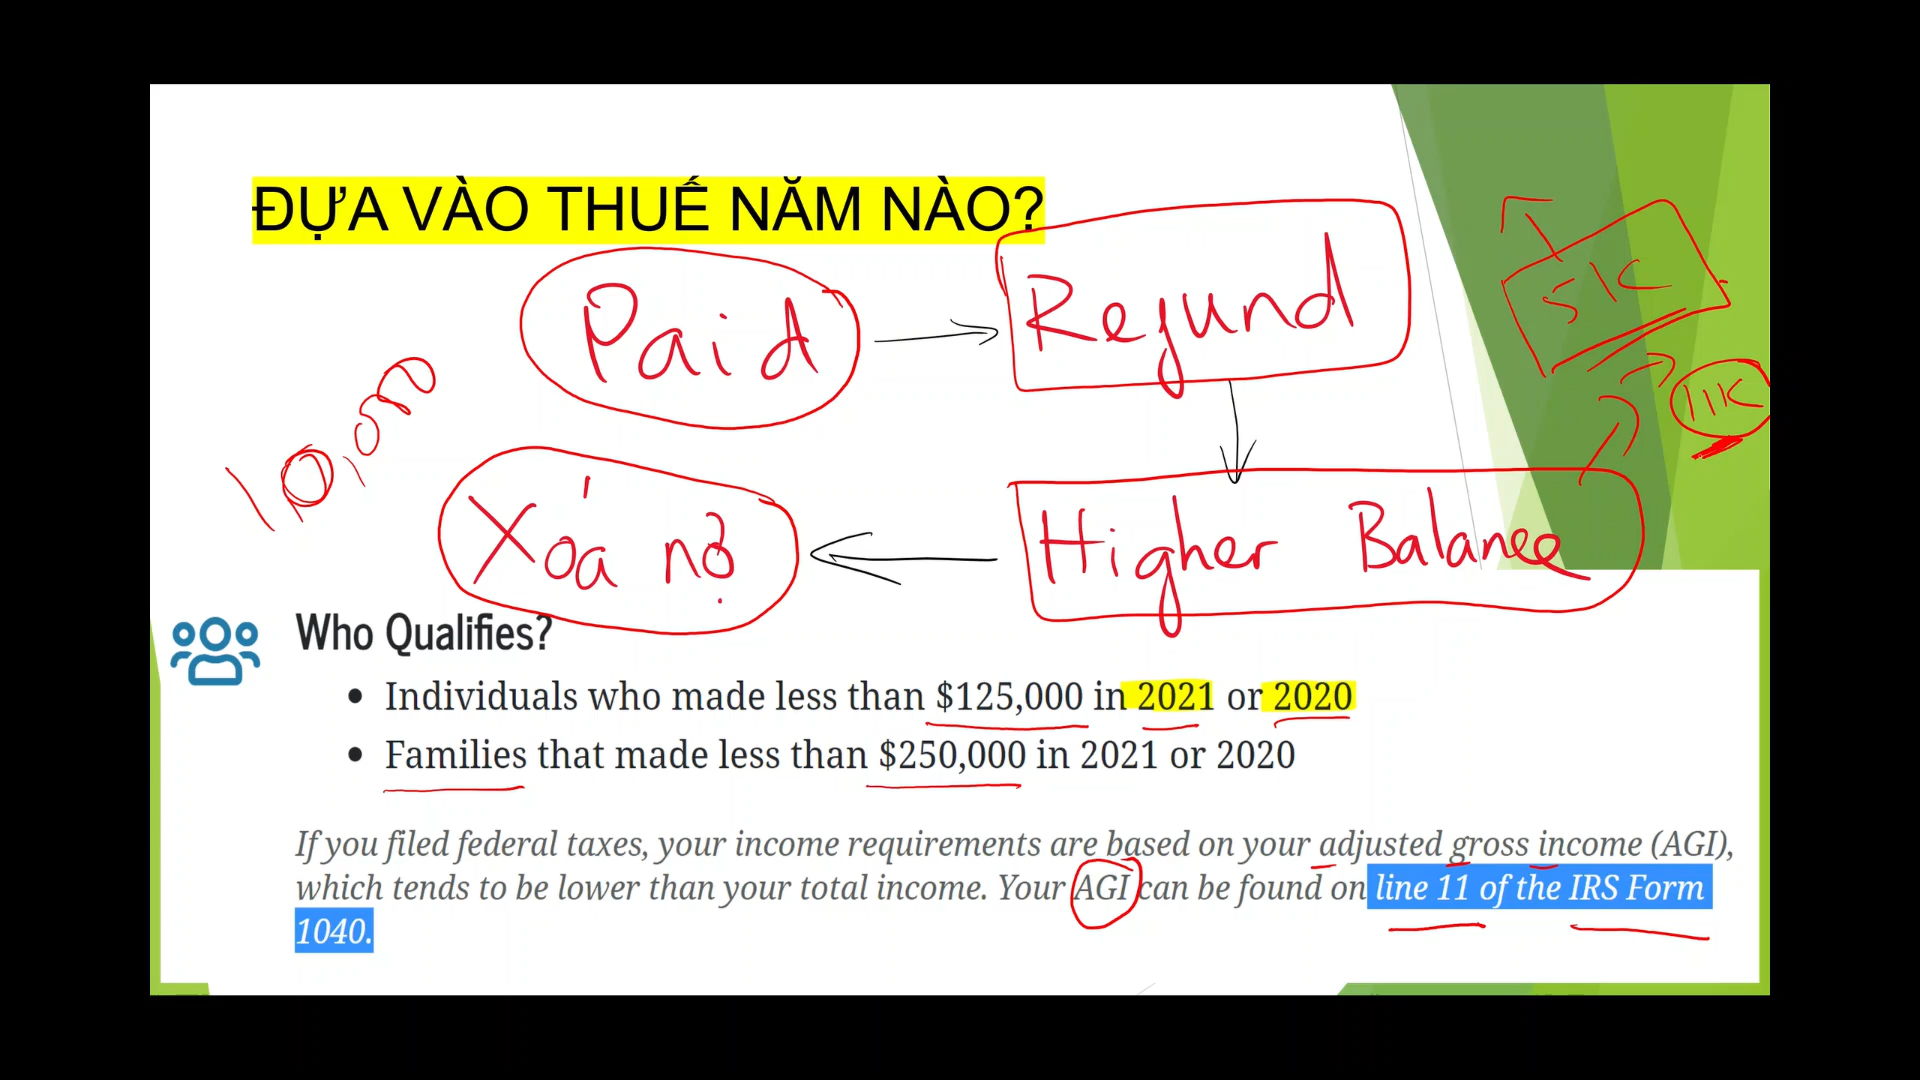 ĐỰA VÀO THUẾ NĂM NÀO?
Paid
Refund
5K
11K
10,000
Xóa nợ
Higher Balance
Who Qualifies?
• Individuals who made less than $125,000 in 2021 or 2020
• Families that made less than $250,000 in 2021 or 2020
If you filed federal taxes, your income requirements are based on your adjusted gross income (AGI),
which tends to be lower than your total income. Your AGI can be found on line 11 of the IRS Form
1040.